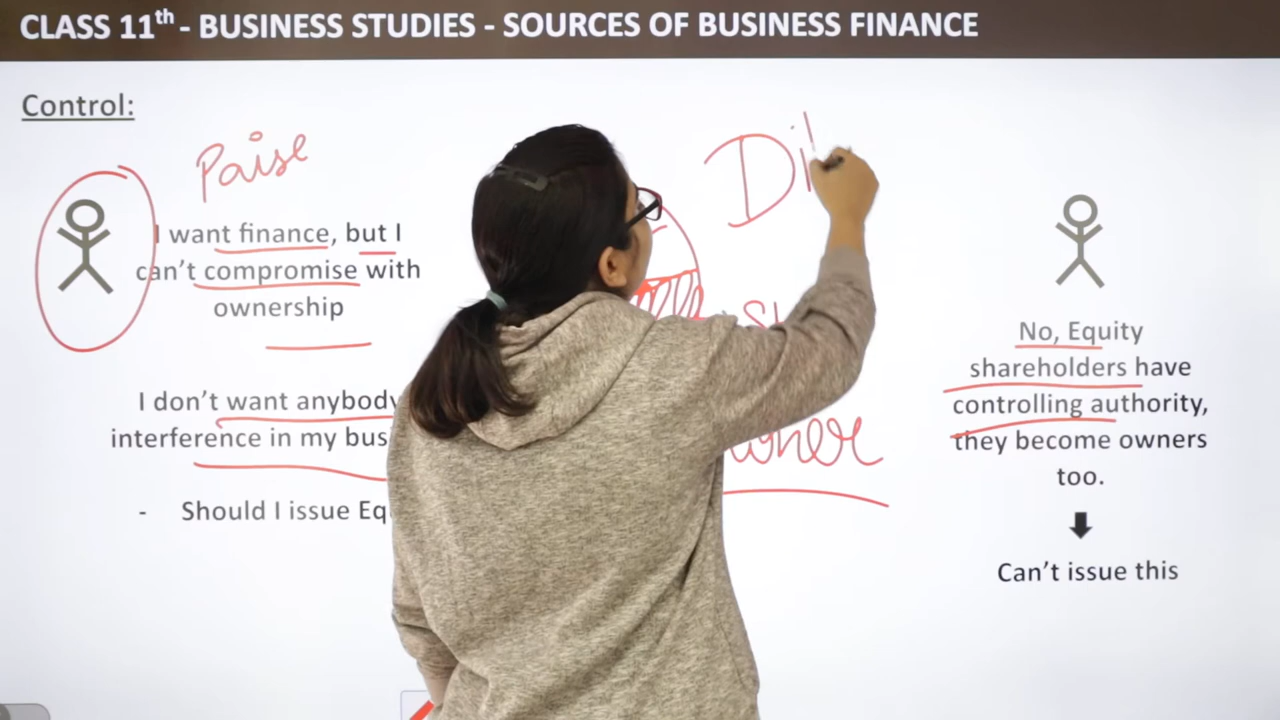 CLASS 11th - BUSINESS STUDIES - SOURCES OF BUSINESS FINANCE
Control:
Paise
I want finance, but I
can't compromise with
ownership
I don't want anybody
interference in my bus
- Should I issue Eq
Di
No, Equity
shareholders have
controlling authority,
they become owners
too.
Can't issue this